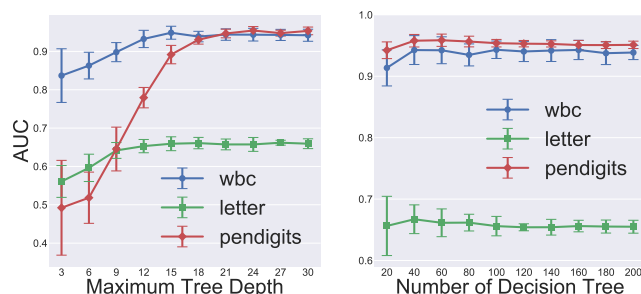 AUC
0.9
0.8
0.7
0.6
0.5
0.4
wbc
letter
pendigits
3 6 9 12 15 18 21 24 27 30
Maximum Tree Depth
1.0
0.9
0.8
0.7
0.6
wbc
letter
pendigits
20 40 60 80 100 120 140 160 180 200
Number of Decision Tree